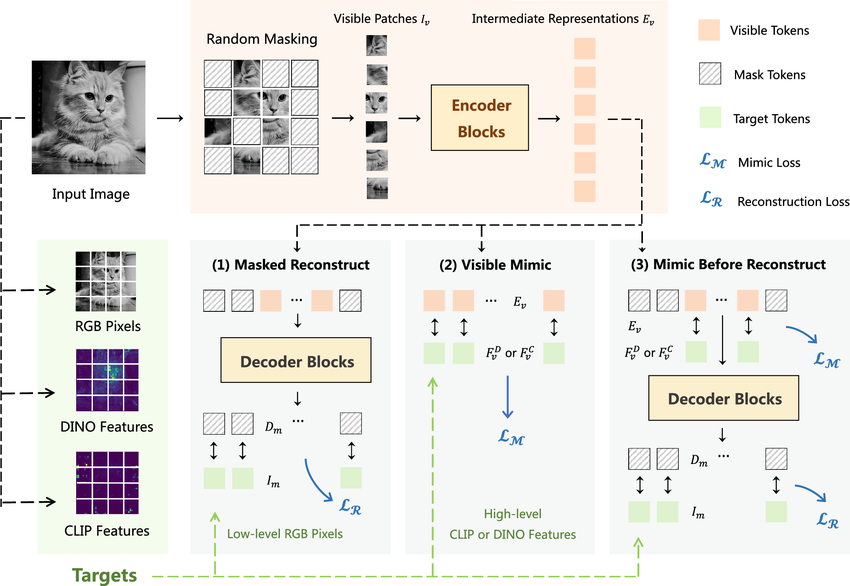 Random Masking
Visible Patches I_v
Intermediate Representations E_v
Visible Tokens
Mask Tokens
Target Tokens
ℒ_ℳ Mimic Loss
ℒ_ℛ Reconstruction Loss
Encoder
Blocks
Input Image
RGB Pixels
DINO Features
CLIP Features
(1) Masked Reconstruct
...
Decoder Blocks
D_m ...
I_m
ℒ_ℛ
Low-level RGB Pixels
(2) Visible Mimic
... E_v
F_v^D or F_v^C
ℒ_ℳ
High-level
CLIP or DINO Features
(3) Mimic Before Reconstruct
...
E_v
F_v^D or F_v^C
ℒ_ℳ
Decoder Blocks
D_m ...
I_m
ℒ_ℛ
Targets